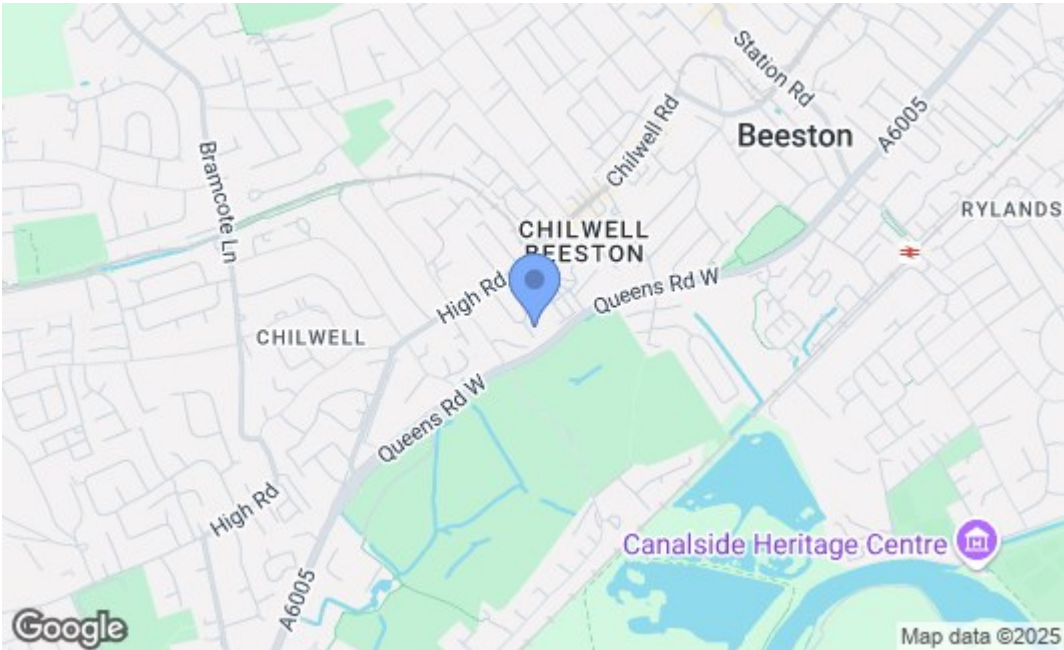 Station Rd
Beeston
A6005
Chilwell Rd
Bramcote Ln
RYLANDS
CHILWELL
BEESTON
High Rd
Queens Rd W
CHILWELL
Queens Rd W
High Rd
A6005
Canalside Heritage Centre
Google
Map data ©2025